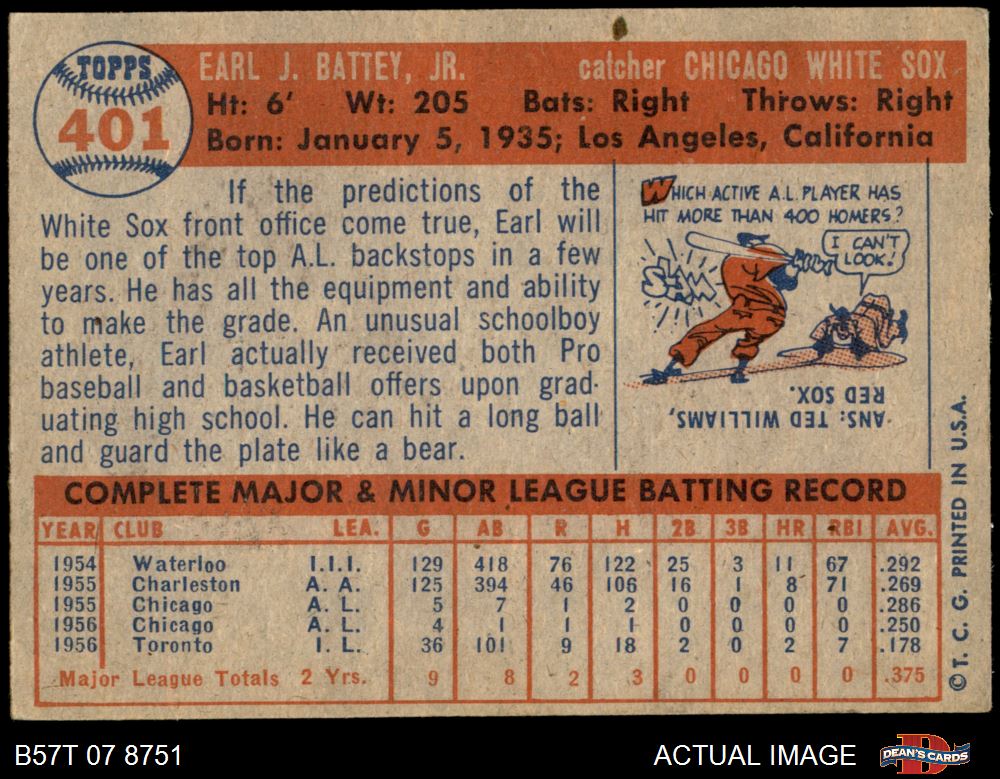 TOPPS
401
EARL J. BATTEY, JR. catcher CHICAGO WHITE SOX
Ht: 6' Wt: 205 Bats: Right Throws: Right
Born: January 5, 1935; Los Angeles, California
If the predictions of the
White Sox front office come true, Earl will
be one of the top A.L. backstops in a few
years. He has all the equipment and ability
to make the grade. An unusual schoolboy
athlete, Earl actually received both Pro
baseball and basketball offers upon grad-
uating high school. He can hit a long ball
and guard the plate like a bear.
WHICH ACTIVE A.L. PLAYER HAS
HIT MORE THAN 400 HOMERS?
I CAN'T
LOOK!
ANS: TED WILLIAMS,
RED SOX.
COMPLETE MAJOR & MINOR LEAGUE BATTING RECORD
YEAR CLUB LEA. G AB R H 2B 3B HR RBI AVG.
1954 Waterloo I.I.I. 129 418 76 122 25 3 11 67 .292
1955 Charleston A. A. 125 394 46 106 16 1 8 71 .269
1955 Chicago A. L. 5 7 1 2 0 0 0 0 .286
1956 Chicago A. L. 4 1 1 1 0 0 0 0 .250
1956 Toronto I. L. 36 101 9 18 2 0 2 7 .178
Major League Totals 2 Yrs. 9 8 2 3 0 0 0 0 .375
© T. C. G. PRINTED IN U.S.A.
B57T 07 8751 ACTUAL IMAGE DEAN'S CARDS